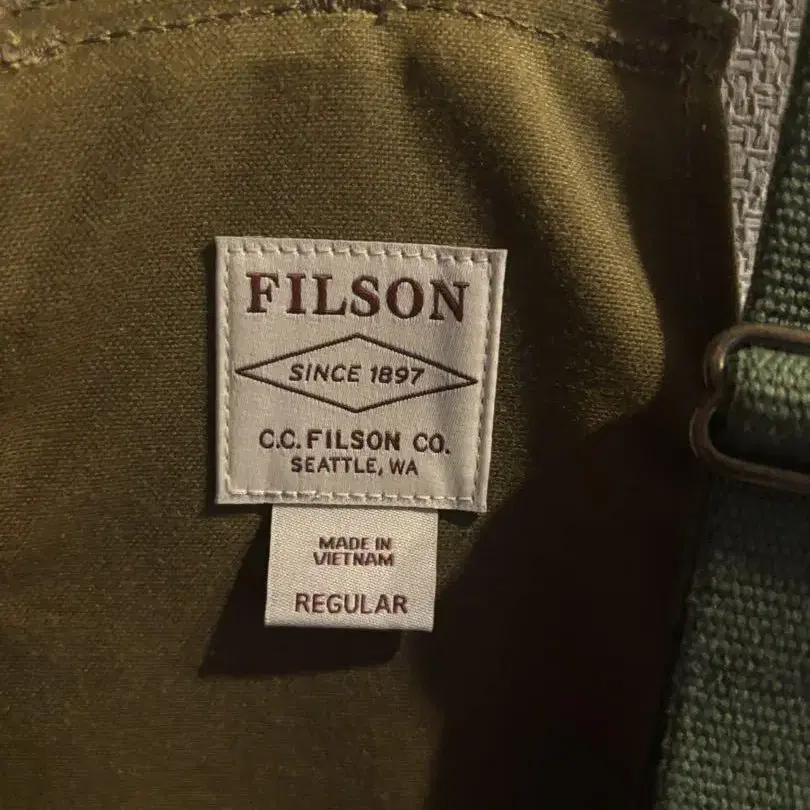 FILSON
SINCE 1897
C.C. FILSON CO.
SEATTLE, WA
MADE IN
VIETNAM
REGULAR